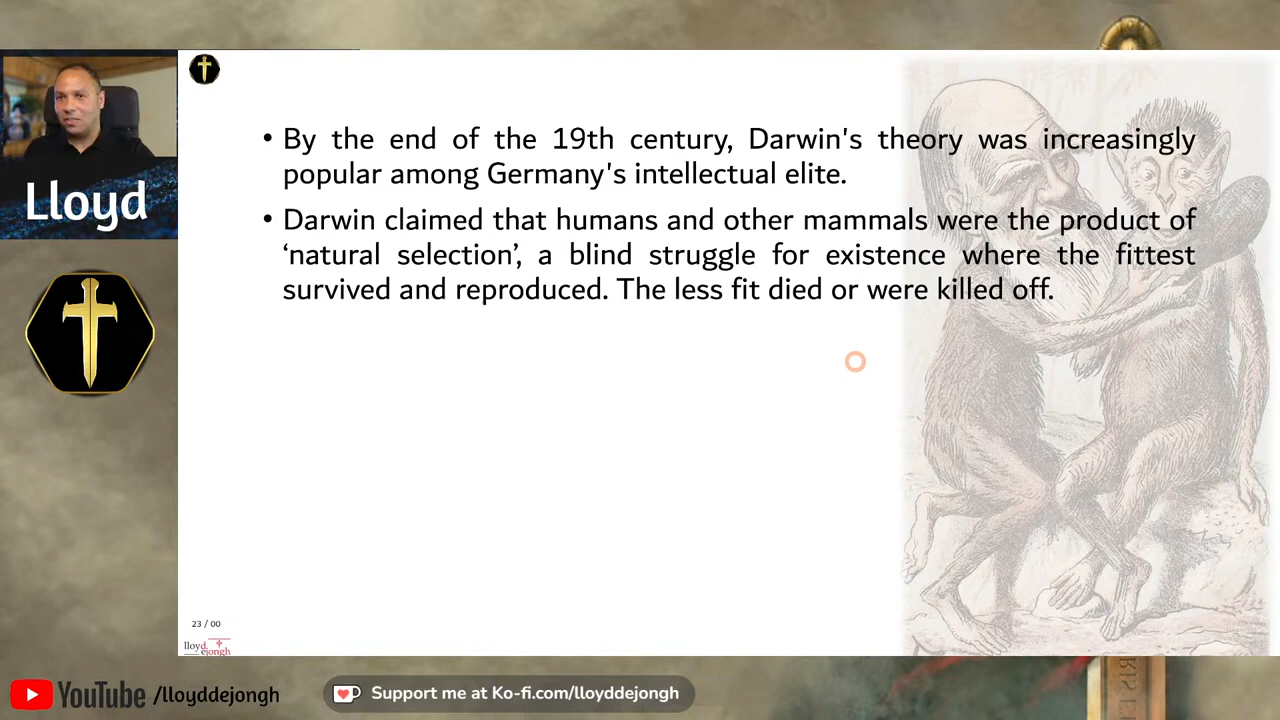 Lloyd
• By the end of the 19th century, Darwin's theory was increasingly
popular among Germany's intellectual elite.
• Darwin claimed that humans and other mammals were the product of
‘natural selection’, a blind struggle for existence where the fittest
survived and reproduced. The less fit died or were killed off.
23 / 00
lloyd
ejongh
YouTube /lloyddejongh
Support me at Ko-fi.com/lloyddejongh